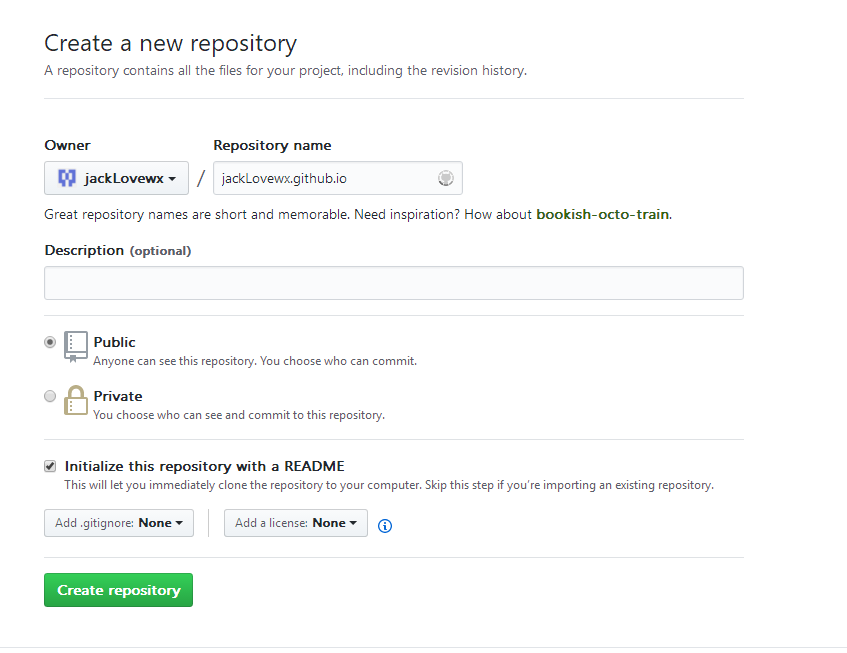 Create a new repository
A repository contains all the files for your project, including the revision history.
Owner Repository name
jackLovewx / jackLovewx.github.io
Great repository names are short and memorable. Need inspiration? How about bookish-octo-train.
Description (optional)
Public
Anyone can see this repository. You choose who can commit.
Private
You choose who can see and commit to this repository.
Initialize this repository with a README
This will let you immediately clone the repository to your computer. Skip this step if you’re importing an existing repository.
Add .gitignore: None Add a license: None
Create repository